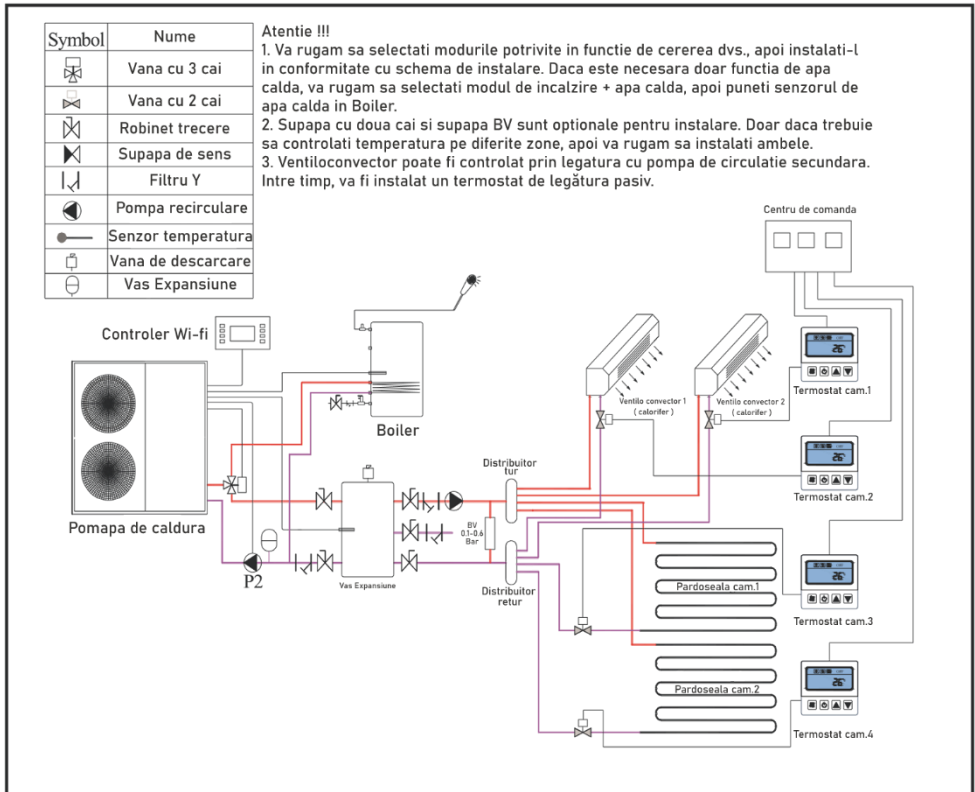 Symbol Nume
Vana cu 3 cai
Vana cu 2 cai
Robinet trecere
Supapa de sens
Filtru Y
Pompa recirculare
Senzor temperatura
Vana de descarcare
Vas Expansiune
Atentie !!!
1. Va rugam sa selectati modurile potrivite in functie de cererea dvs., apoi instalati-l
in conformitate cu schema de instalare. Daca este necesara doar functia de apa
calda, va rugam sa selectati modul de incalzire + apa calda, apoi puneti senzorul de
apa calda in Boiler.
2. Supapa cu doua cai si supapa BV sunt optionale pentru instalare. Doar daca trebuie
sa controlati temperatura pe diferite zone, apoi va rugam sa instalati ambele.
3. Ventiloconvector poate fi controlat prin legatura cu pompa de circulatie secundara.
Intre timp, va fi instalat un termostat de legătura pasiv.
Centru de comanda
Controler Wi-fi
Boiler
Pomapa de caldura
P2
Vas Expansiune
Distribuitor
tur
BV
0.1-0.6
Bar
Distribuitor
retur
Ventilo convector 1
( calorifer )
Ventilo convector 2
( calorifer )
Pardoseala cam.1
Pardoseala cam.2
Termostat cam.1
Termostat cam.2
Termostat cam.3
Termostat cam.4